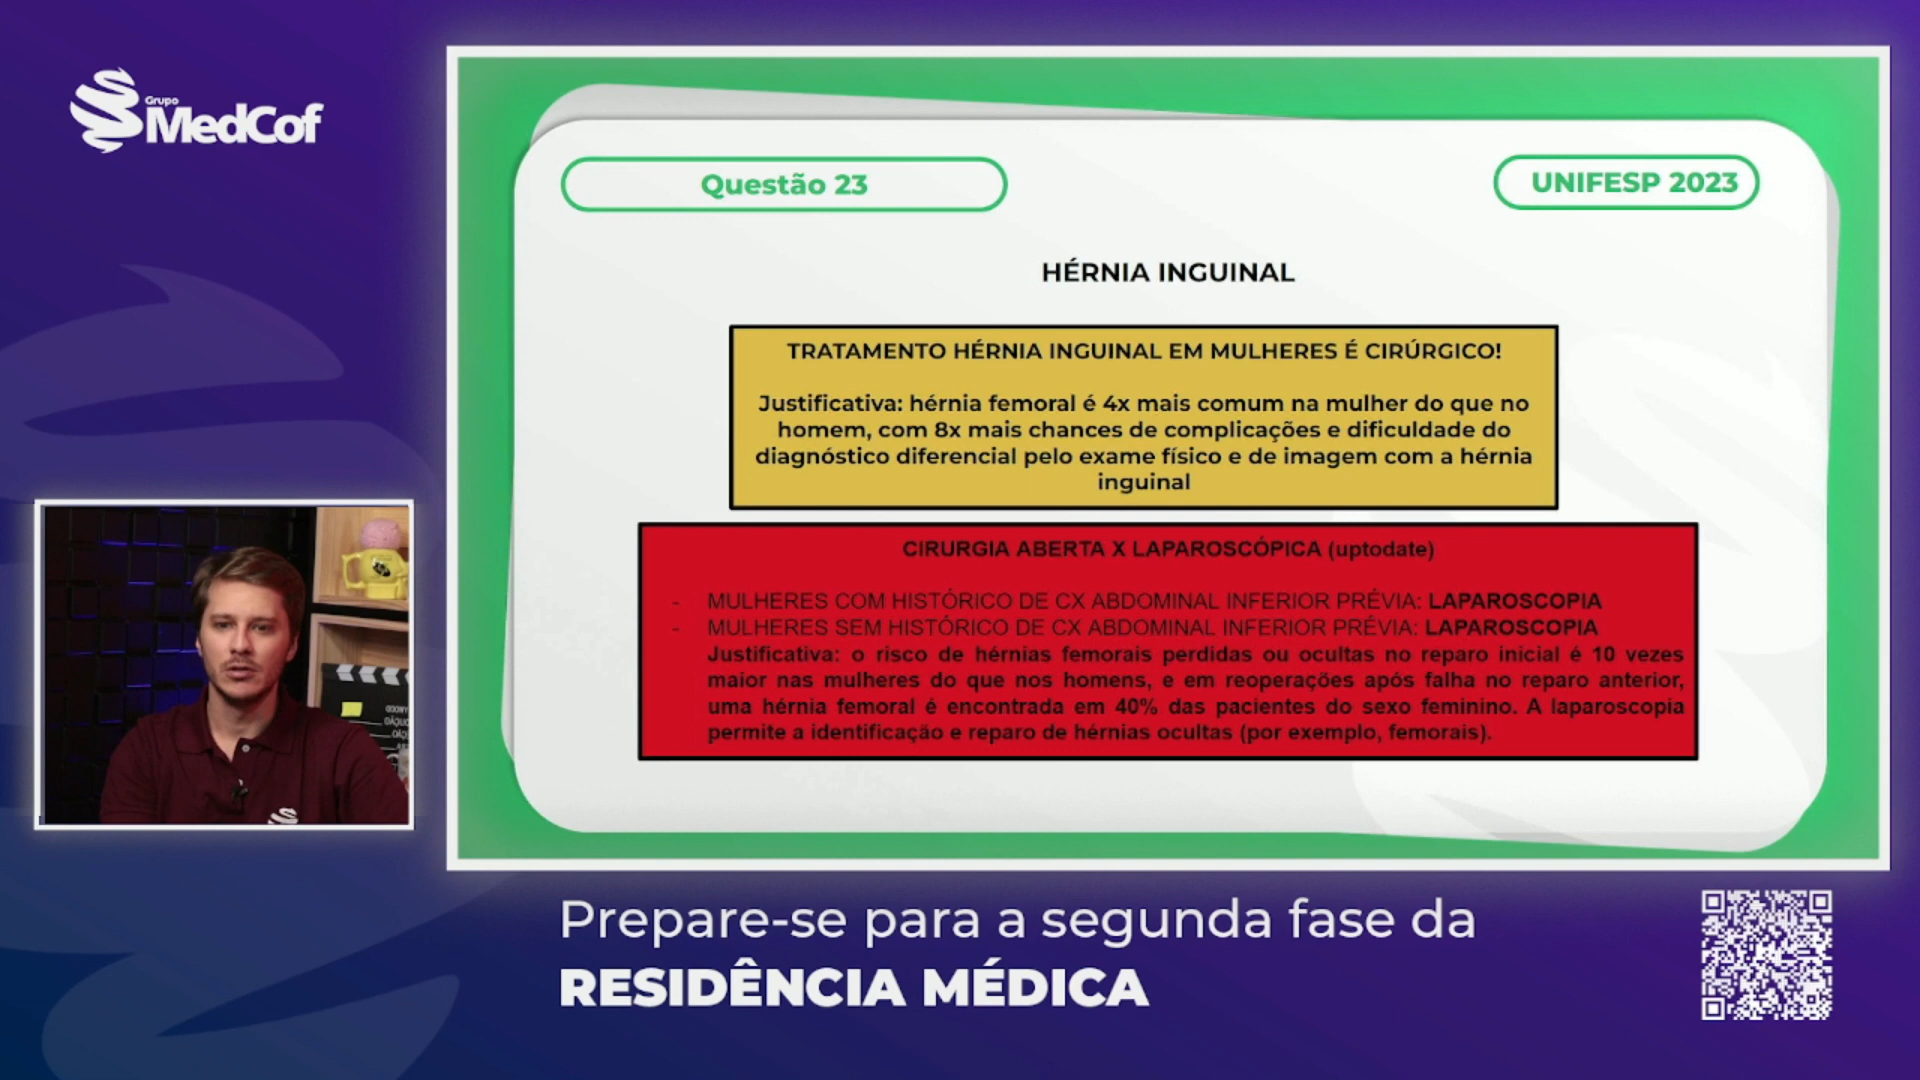 Grupo
MedCof
Questão 23
UNIFESP 2023
HÉRNIA INGUINAL
TRATAMENTO HÉRNIA INGUINAL EM MULHERES É CIRÚRGICO!
Justificativa: hérnia femoral é 4x mais comum na mulher do que no
homem, com 8x mais chances de complicações e dificuldade do
diagnóstico diferencial pelo exame físico e de imagem com a hérnia
inguinal
CIRURGIA ABERTA X LAPAROSCÓPICA (uptodate)
- MULHERES COM HISTÓRICO DE CX ABDOMINAL INFERIOR PRÉVIA: LAPAROSCOPIA
- MULHERES SEM HISTÓRICO DE CX ABDOMINAL INFERIOR PRÉVIA: LAPAROSCOPIA
Justificativa: o risco de hérnias femorais perdidas ou ocultas no reparo inicial é 10 vezes
maior nas mulheres do que nos homens, e em reoperações após falha no reparo anterior,
uma hérnia femoral é encontrada em 40% das pacientes do sexo feminino. A laparoscopia
permite a identificação e reparo de hérnias ocultas (por exemplo, femorais).
Prepare-se para a segunda fase da
RESIDÊNCIA MÉDICA